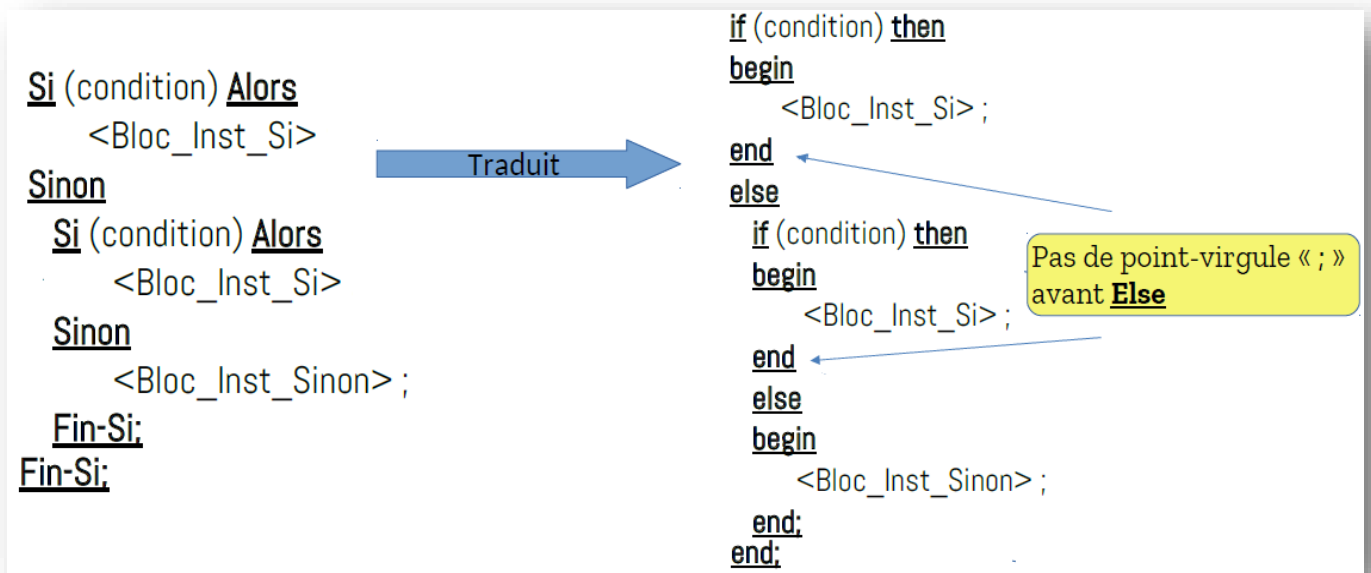 Si (condition) Alors
<Bloc_Inst_Si>
Sinon
Si (condition) Alors
<Bloc_Inst_Si>
Sinon
<Bloc_Inst_Sinon> ;
Fin-Si;
Fin-Si;
Traduit
if (condition) then
begin
<Bloc_Inst_Si> ;
end
else
if (condition) then
begin
<Bloc_Inst_Si> ;
end
else
begin
<Bloc_Inst_Sinon> ;
end;
end;
Pas de point-virgule « ; »
avant Else